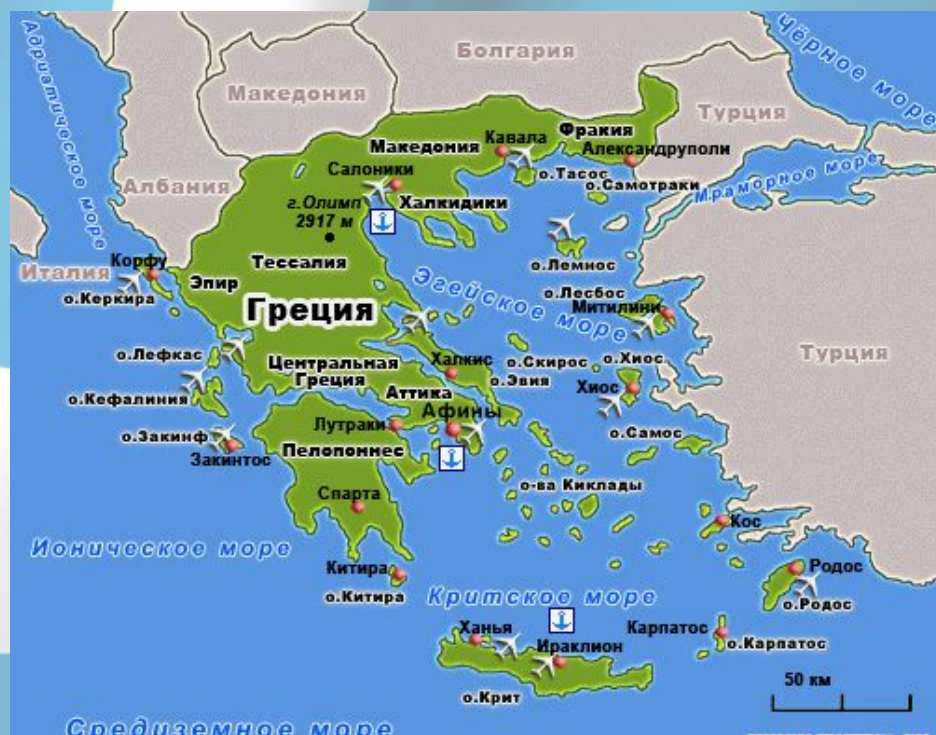 Адриатическое море
Болгария
Чёрное море
Македония
Турция
Албания
Кавала
Фракия
Македония
Александруполи
Салоники
о.Тасос
о.Самотраки
Мраморное море
г.Олимп
2917 м
Халкидики
Италия
Корфу
Тессалия
о.Лемнос
Эпир
о.Керкира
Эгейское море
о.Лесбос
Митилини
Греция
о.Лефкас
Центральная
Греция
Халкис
о.Скирос
о.Хиос
Турция
о.Эвия
о.Кефалиния
Аттика
Хиос
Афины
о.Закинф
Лутраки
о.Самос
Закинтос
Пелопоннес
Спарта
о-ва Киклады
Кос
Ионическое море
Китира
Родос
о.Китира
Критское море
о.Родос
Ханья
Ираклион
Карпатос
о.Карпатос
о.Крит
50 км
Средиземное море